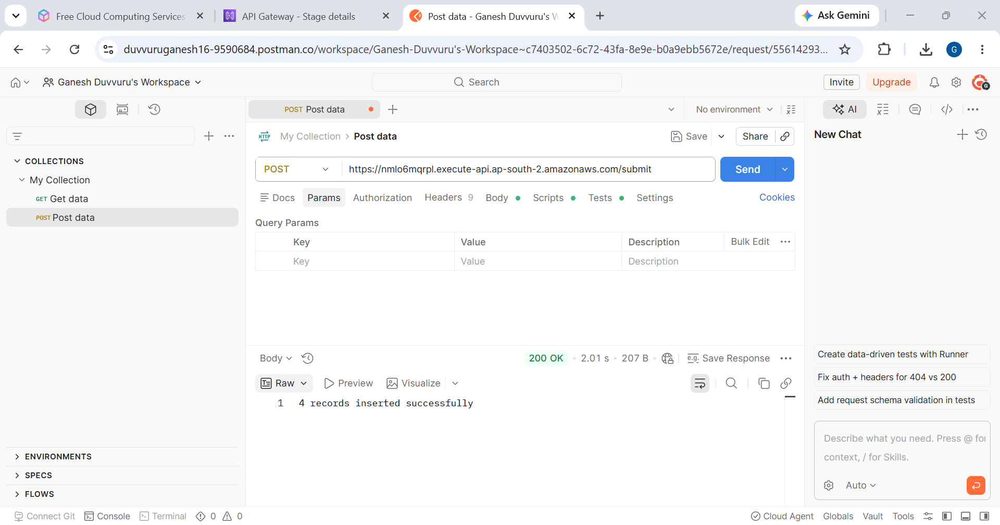 Free Cloud Computing Services
API Gateway - Stage details
Post data - Ganesh Duvvuru's W
Ask Gemini
duvvuruganesh16-9590684.postman.co/workspace/Ganesh-Duvvuru's-Workspace~c7403502-6c72-43fa-8e9e-b0a9ebb5672e/request/55614293...
G
Ganesh Duvvuru's Workspace
Search
Invite
Upgrade
G
POST Post data
No environment
AI
My Collection > Post data
Save
Share
New Chat
COLLECTIONS
My Collection
GET Get data
POST Post data
HTTP
POST
https://nmlo6mqrpl.execute-api.ap-south-2.amazonaws.com/submit
Send
Docs
Params
Authorization
Headers 9
Body
Scripts
Tests
Settings
Cookies
Query Params
Key
Value
Description
Bulk Edit
Key
Value
Description
Body
200 OK
2.01 s
207 B
e.g. Save Response
Raw
Preview
Visualize
1 4 records inserted successfully
Create data-driven tests with Runner
Fix auth + headers for 404 vs 200
Add request schema validation in tests
Describe what you need. Press @ for
context, / for Skills.
Auto
ENVIRONMENTS
SPECS
FLOWS
Connect Git
Console
Terminal
0
0
Cloud Agent
Globals
Vault
Tools